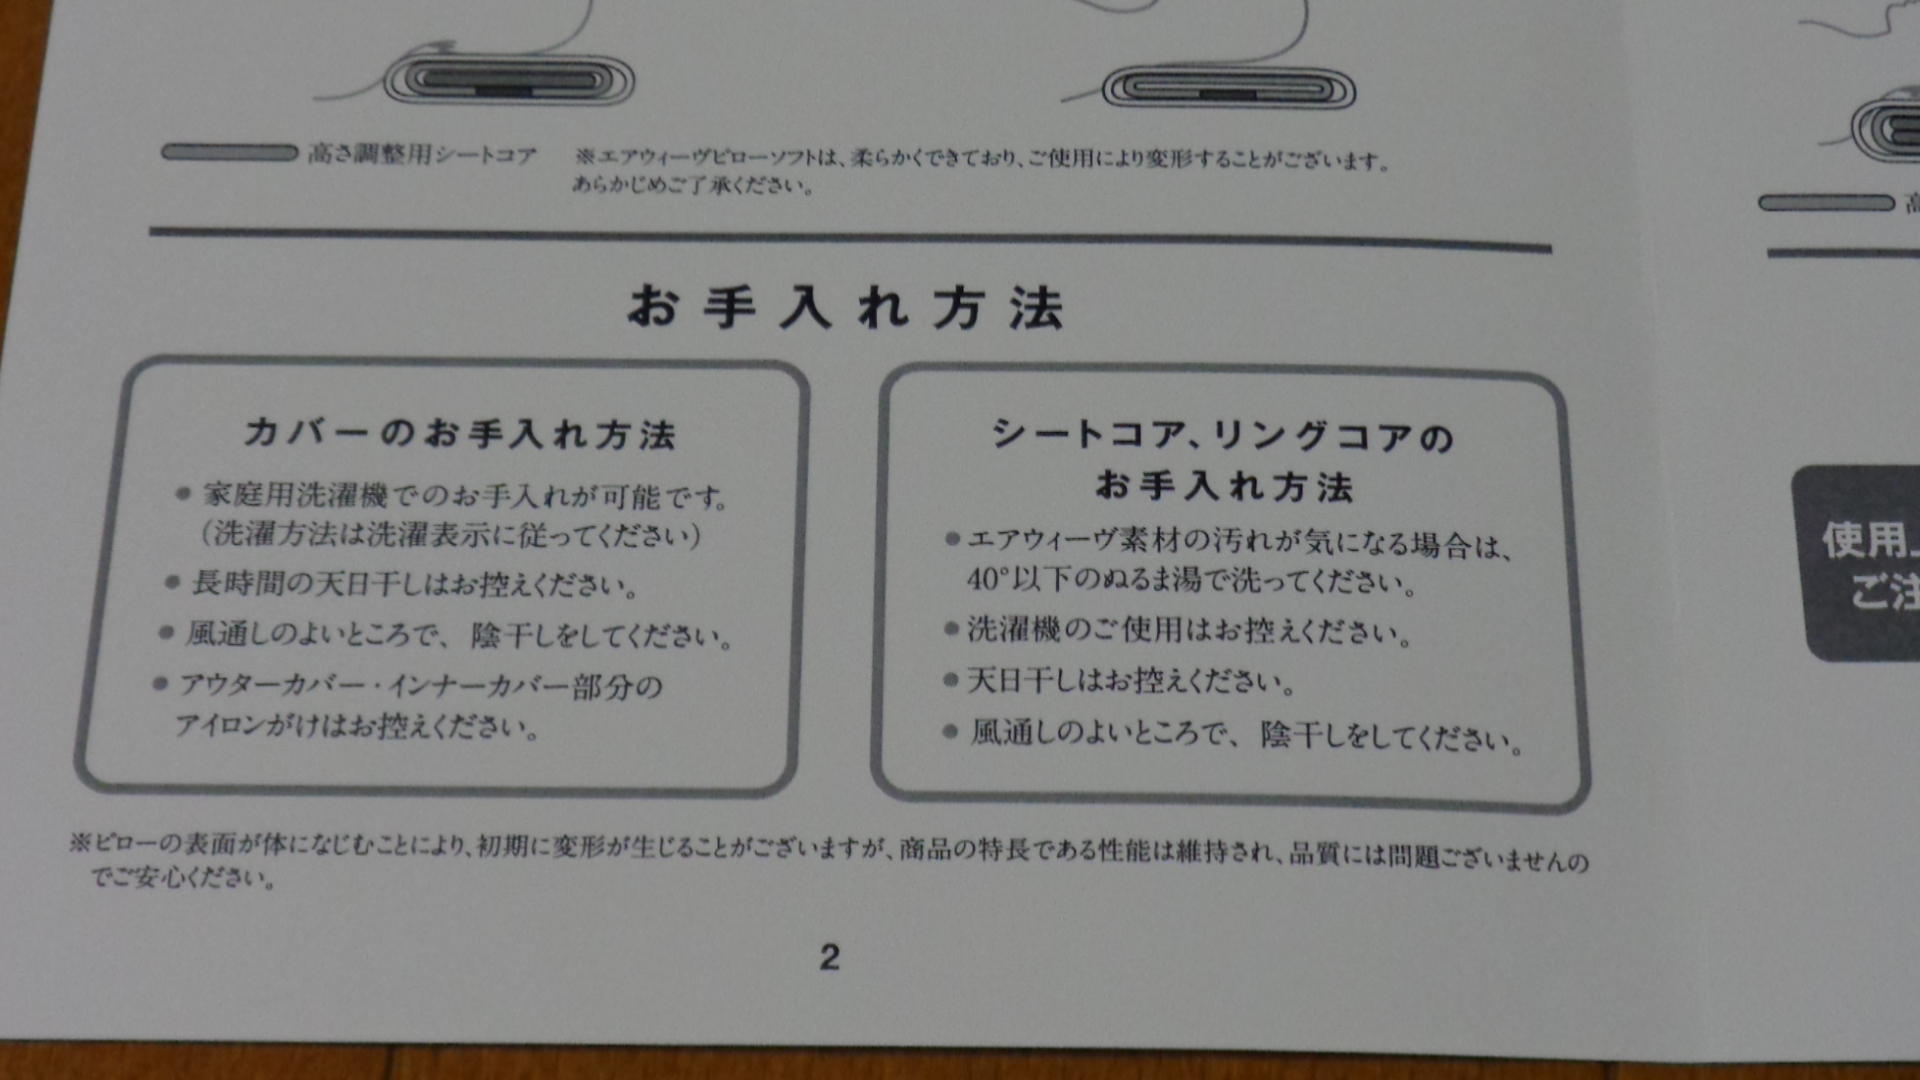 高さ調整用シートコア
※エアウィーヴピローソフトは、柔らかくできており、ご使用により変形することがございます。
あらかじめご了承ください。
お手入れ方法
カバーのお手入れ方法
● 家庭用洗濯機でのお手入れが可能です。
(洗濯方法は洗濯表示に従ってください)
● 長時間の天日干しはお控えください。
● 風通しのよいところで、陰干しをしてください。
● アウターカバー・インナーカバー部分の
アイロンがけはお控えください。
シートコア、リングコアの
お手入れ方法
●エアウィーヴ素材の汚れが気になる場合は、
40°以下のぬるま湯で洗ってください。
●洗濯機のご使用はお控えください。
●天日干しはお控えください。
● 風通しのよいところで、陰干しをしてください。
※ピローの表面が体になじむことにより、初期に変形が生じることがございますが、商品の特長である性能は維持され、品質には問題ございませんの
でご安心ください。
2
高
使用
ご注